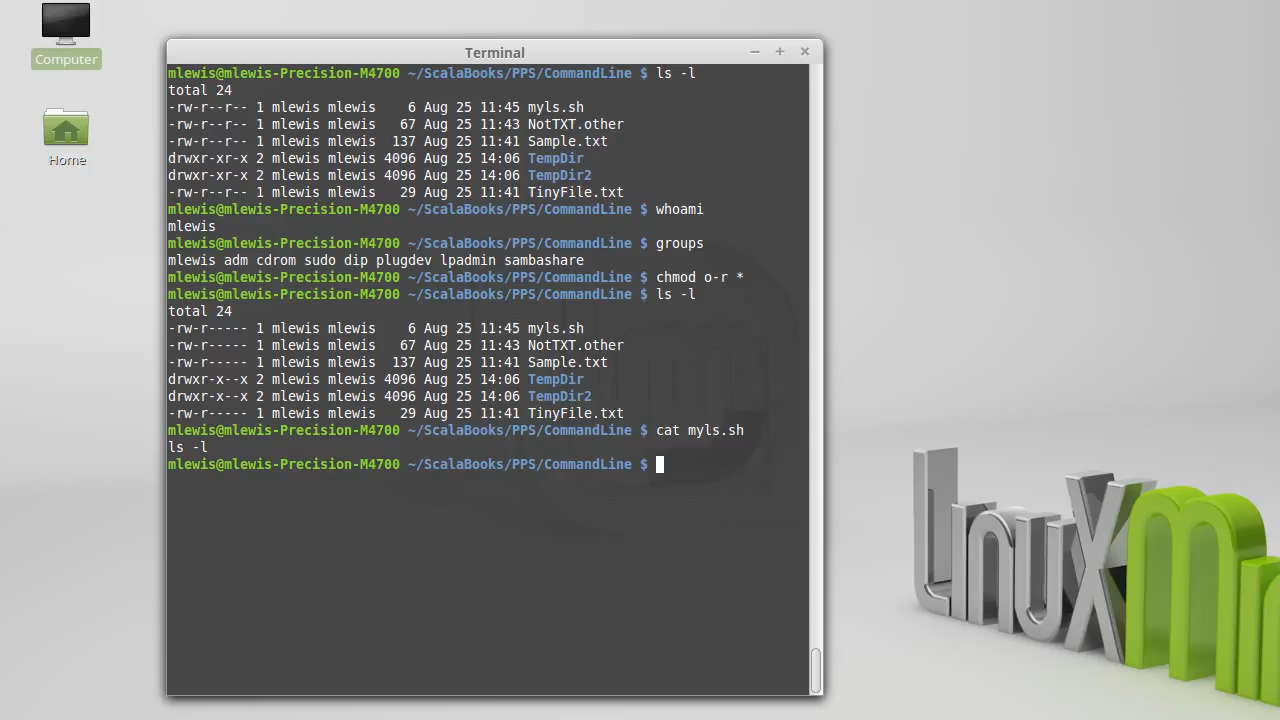 Computer
Home
Terminal
mlewis@mlewis-Precision-M4700 ~/ScalaBooks/PPS/CommandLine $ ls -l
total 24
-rw-r--r-- 1 mlewis mlewis    6 Aug 25 11:45 myls.sh
-rw-r--r-- 1 mlewis mlewis   67 Aug 25 11:43 NotTXT.other
-rw-r--r-- 1 mlewis mlewis  137 Aug 25 11:41 Sample.txt
drwxr-xr-x 2 mlewis mlewis 4096 Aug 25 14:06 TempDir
drwxr-xr-x 2 mlewis mlewis 4096 Aug 25 14:06 TempDir2
-rw-r--r-- 1 mlewis mlewis   29 Aug 25 11:41 TinyFile.txt
mlewis@mlewis-Precision-M4700 ~/ScalaBooks/PPS/CommandLine $ whoami
mlewis
mlewis@mlewis-Precision-M4700 ~/ScalaBooks/PPS/CommandLine $ groups
mlewis adm cdrom sudo dip plugdev lpadmin sambashare
mlewis@mlewis-Precision-M4700 ~/ScalaBooks/PPS/CommandLine $ chmod o-r *
mlewis@mlewis-Precision-M4700 ~/ScalaBooks/PPS/CommandLine $ ls -l
total 24
-rw-r----- 1 mlewis mlewis    6 Aug 25 11:45 myls.sh
-rw-r----- 1 mlewis mlewis   67 Aug 25 11:43 NotTXT.other
-rw-r----- 1 mlewis mlewis  137 Aug 25 11:41 Sample.txt
drwxr-x--x 2 mlewis mlewis 4096 Aug 25 14:06 TempDir
drwxr-x--x 2 mlewis mlewis 4096 Aug 25 14:06 TempDir2
-rw-r----- 1 mlewis mlewis   29 Aug 25 11:41 TinyFile.txt
mlewis@mlewis-Precision-M4700 ~/ScalaBooks/PPS/CommandLine $ cat myls.sh
ls -l
mlewis@mlewis-Precision-M4700 ~/ScalaBooks/PPS/CommandLine $
Linux